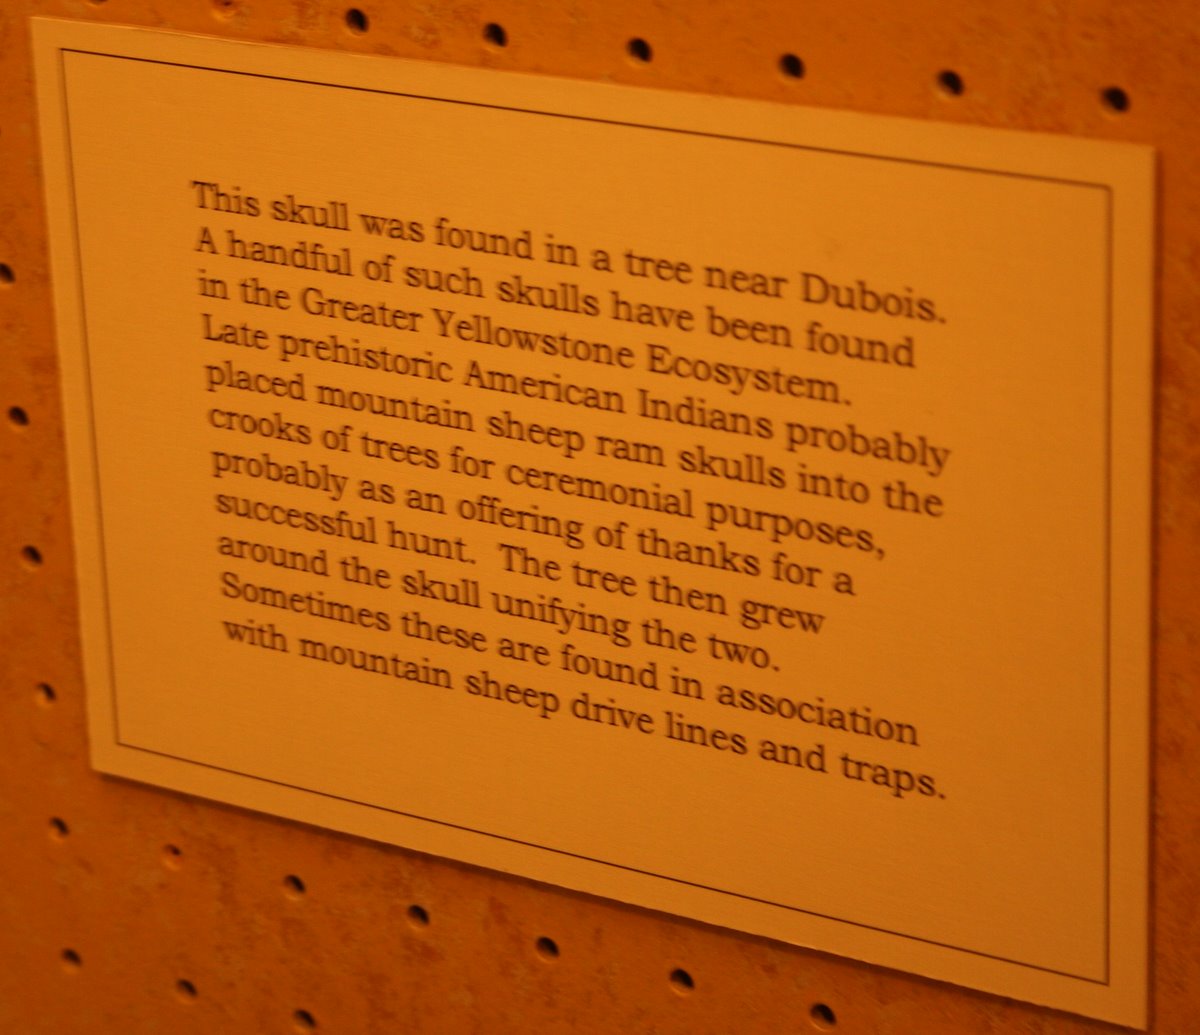 This skull was found in a tree near Dubois.
A handful of such skulls have been found
in the Greater Yellowstone Ecosystem.
Late prehistoric American Indians probably
placed mountain sheep ram skulls into the
crooks of trees for ceremonial purposes,
probably as an offering of thanks for a
successful hunt.  The tree then grew
around the skull unifying the two.
Sometimes these are found in association
with mountain sheep drive lines and traps.